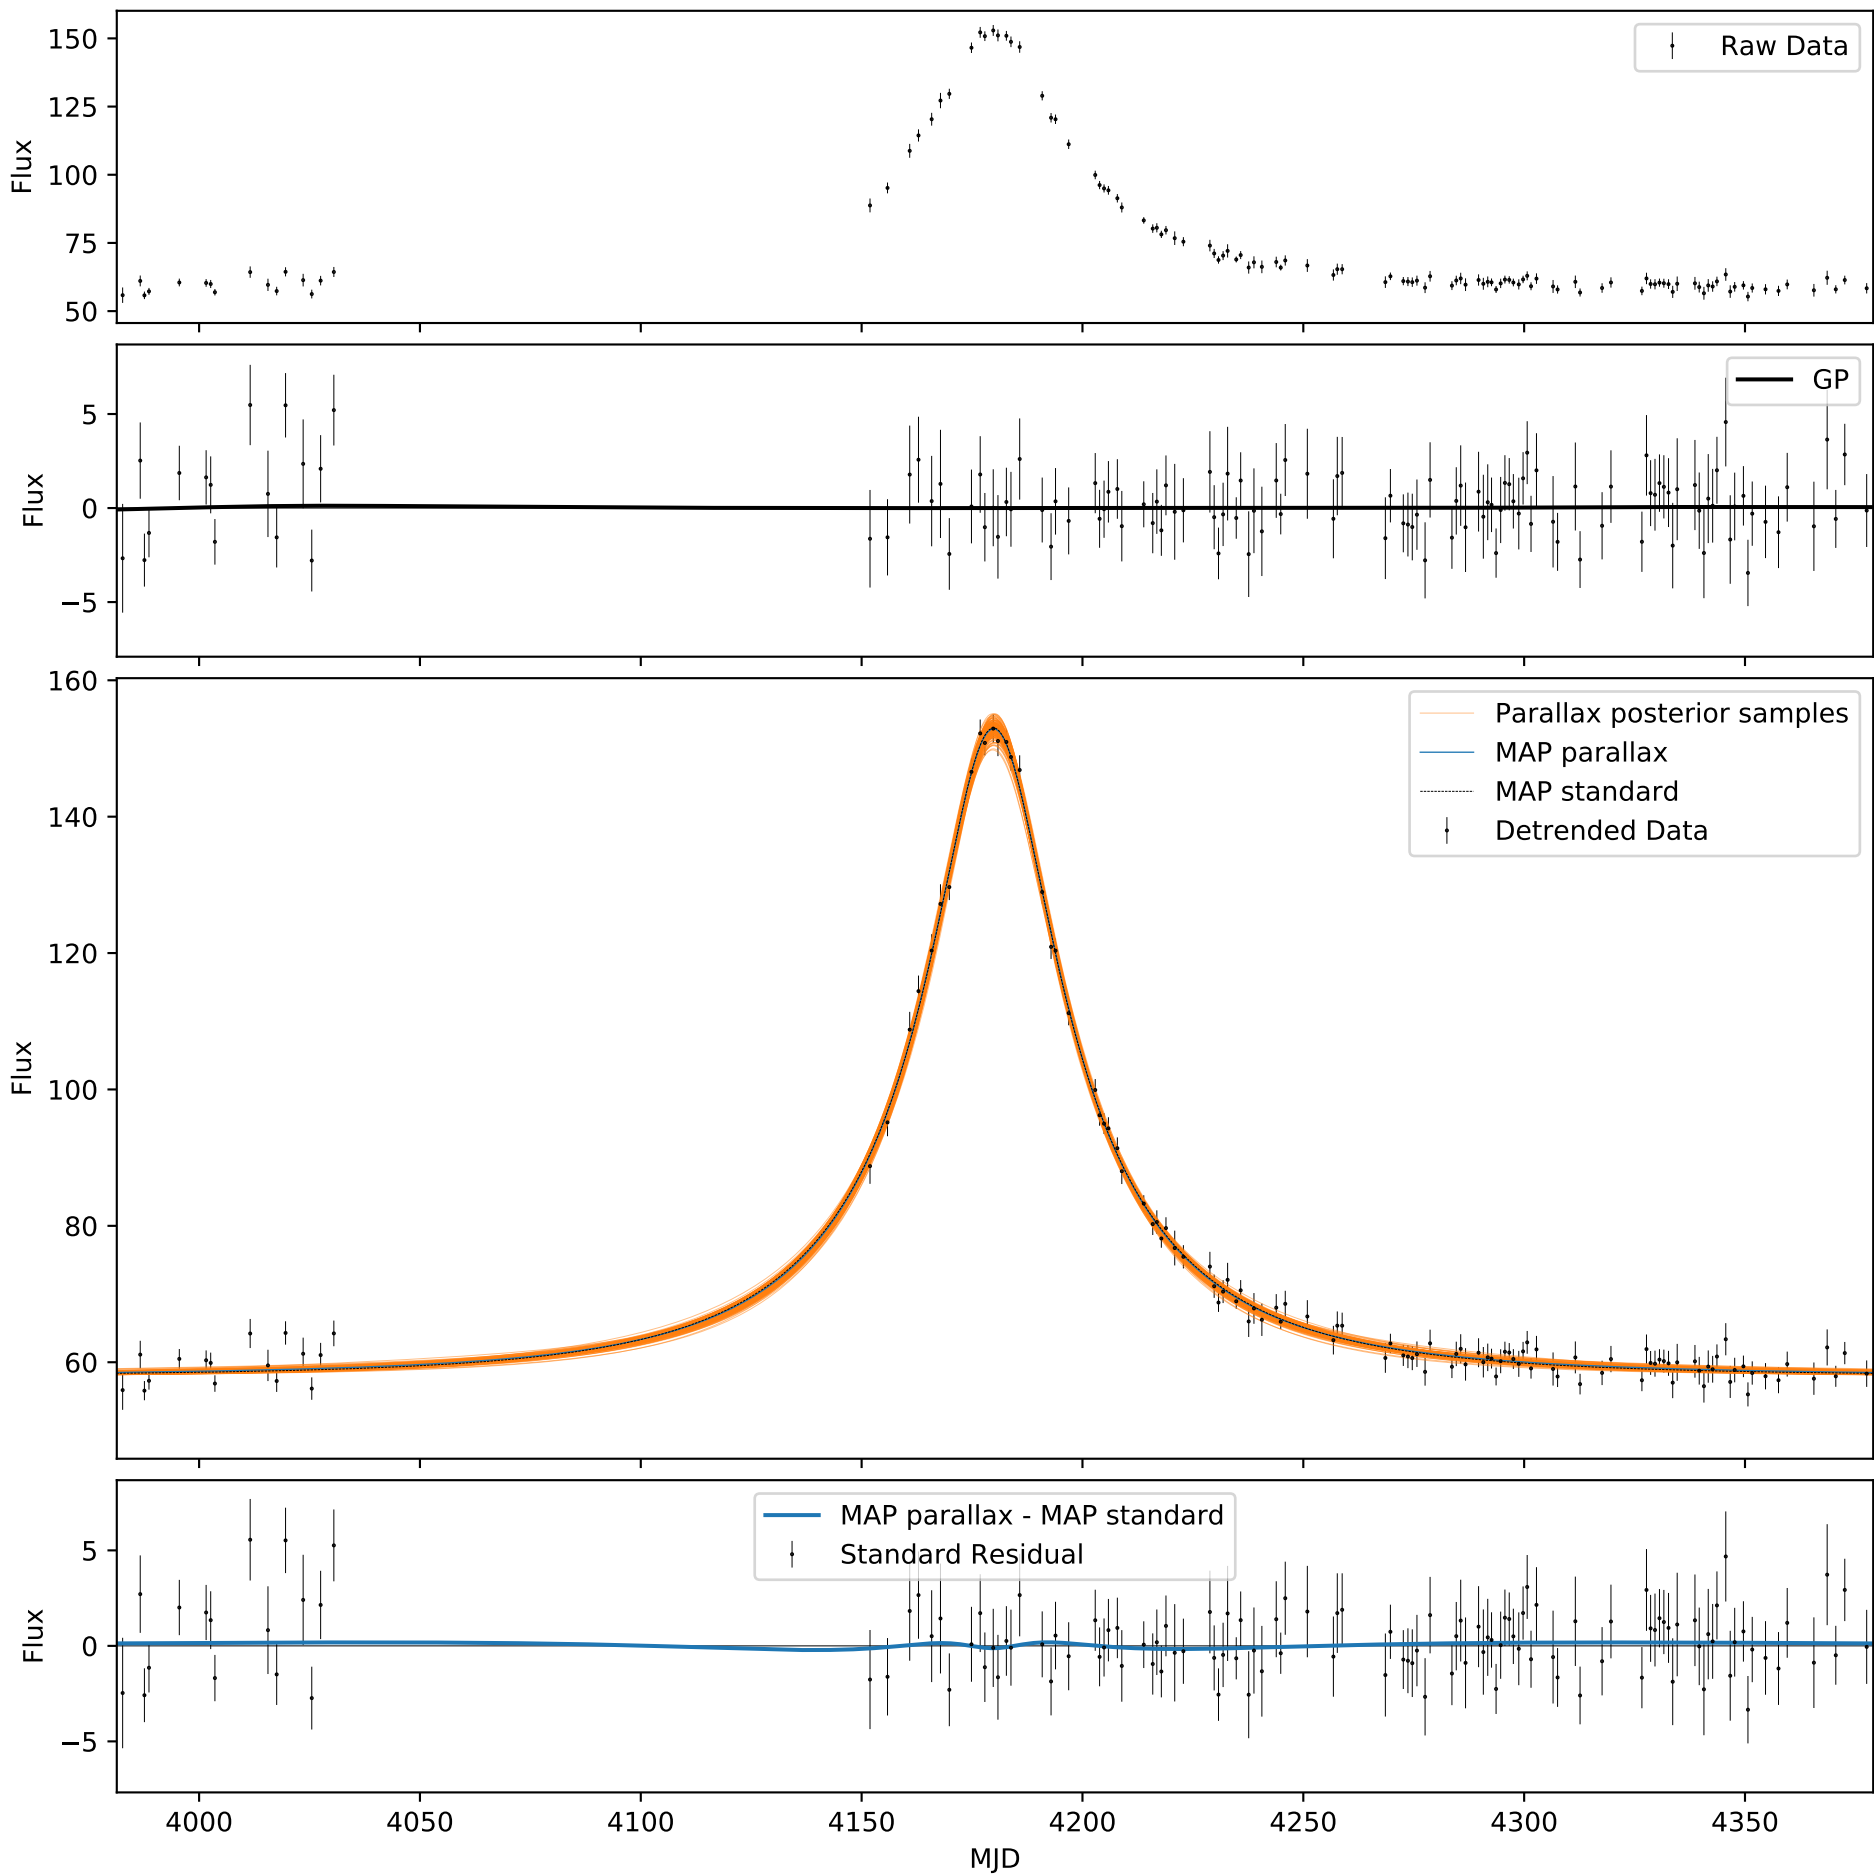 150
125
100
75
50
Flux
Raw Data
5
0
−5
Flux
GP
160
140
120
100
80
60
Flux
Parallax posterior samples
MAP parallax
MAP standard
Detrended Data
5
0
−5
Flux
MAP parallax - MAP standard
Standard Residual
4000 4050 4100 4150 4200 4250 4300 4350
MJD